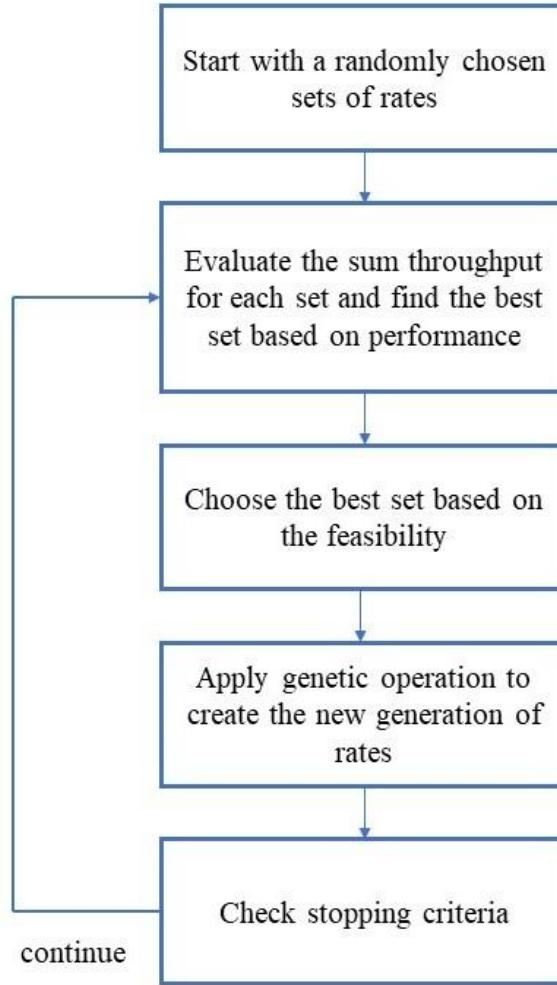 Start with a randomly chosen
sets of rates
Evaluate the sum throughput
for each set and find the best
set based on performance
Choose the best set based on
the feasibility
Apply genetic operation to
create the new generation of
rates
Check stopping criteria
continue